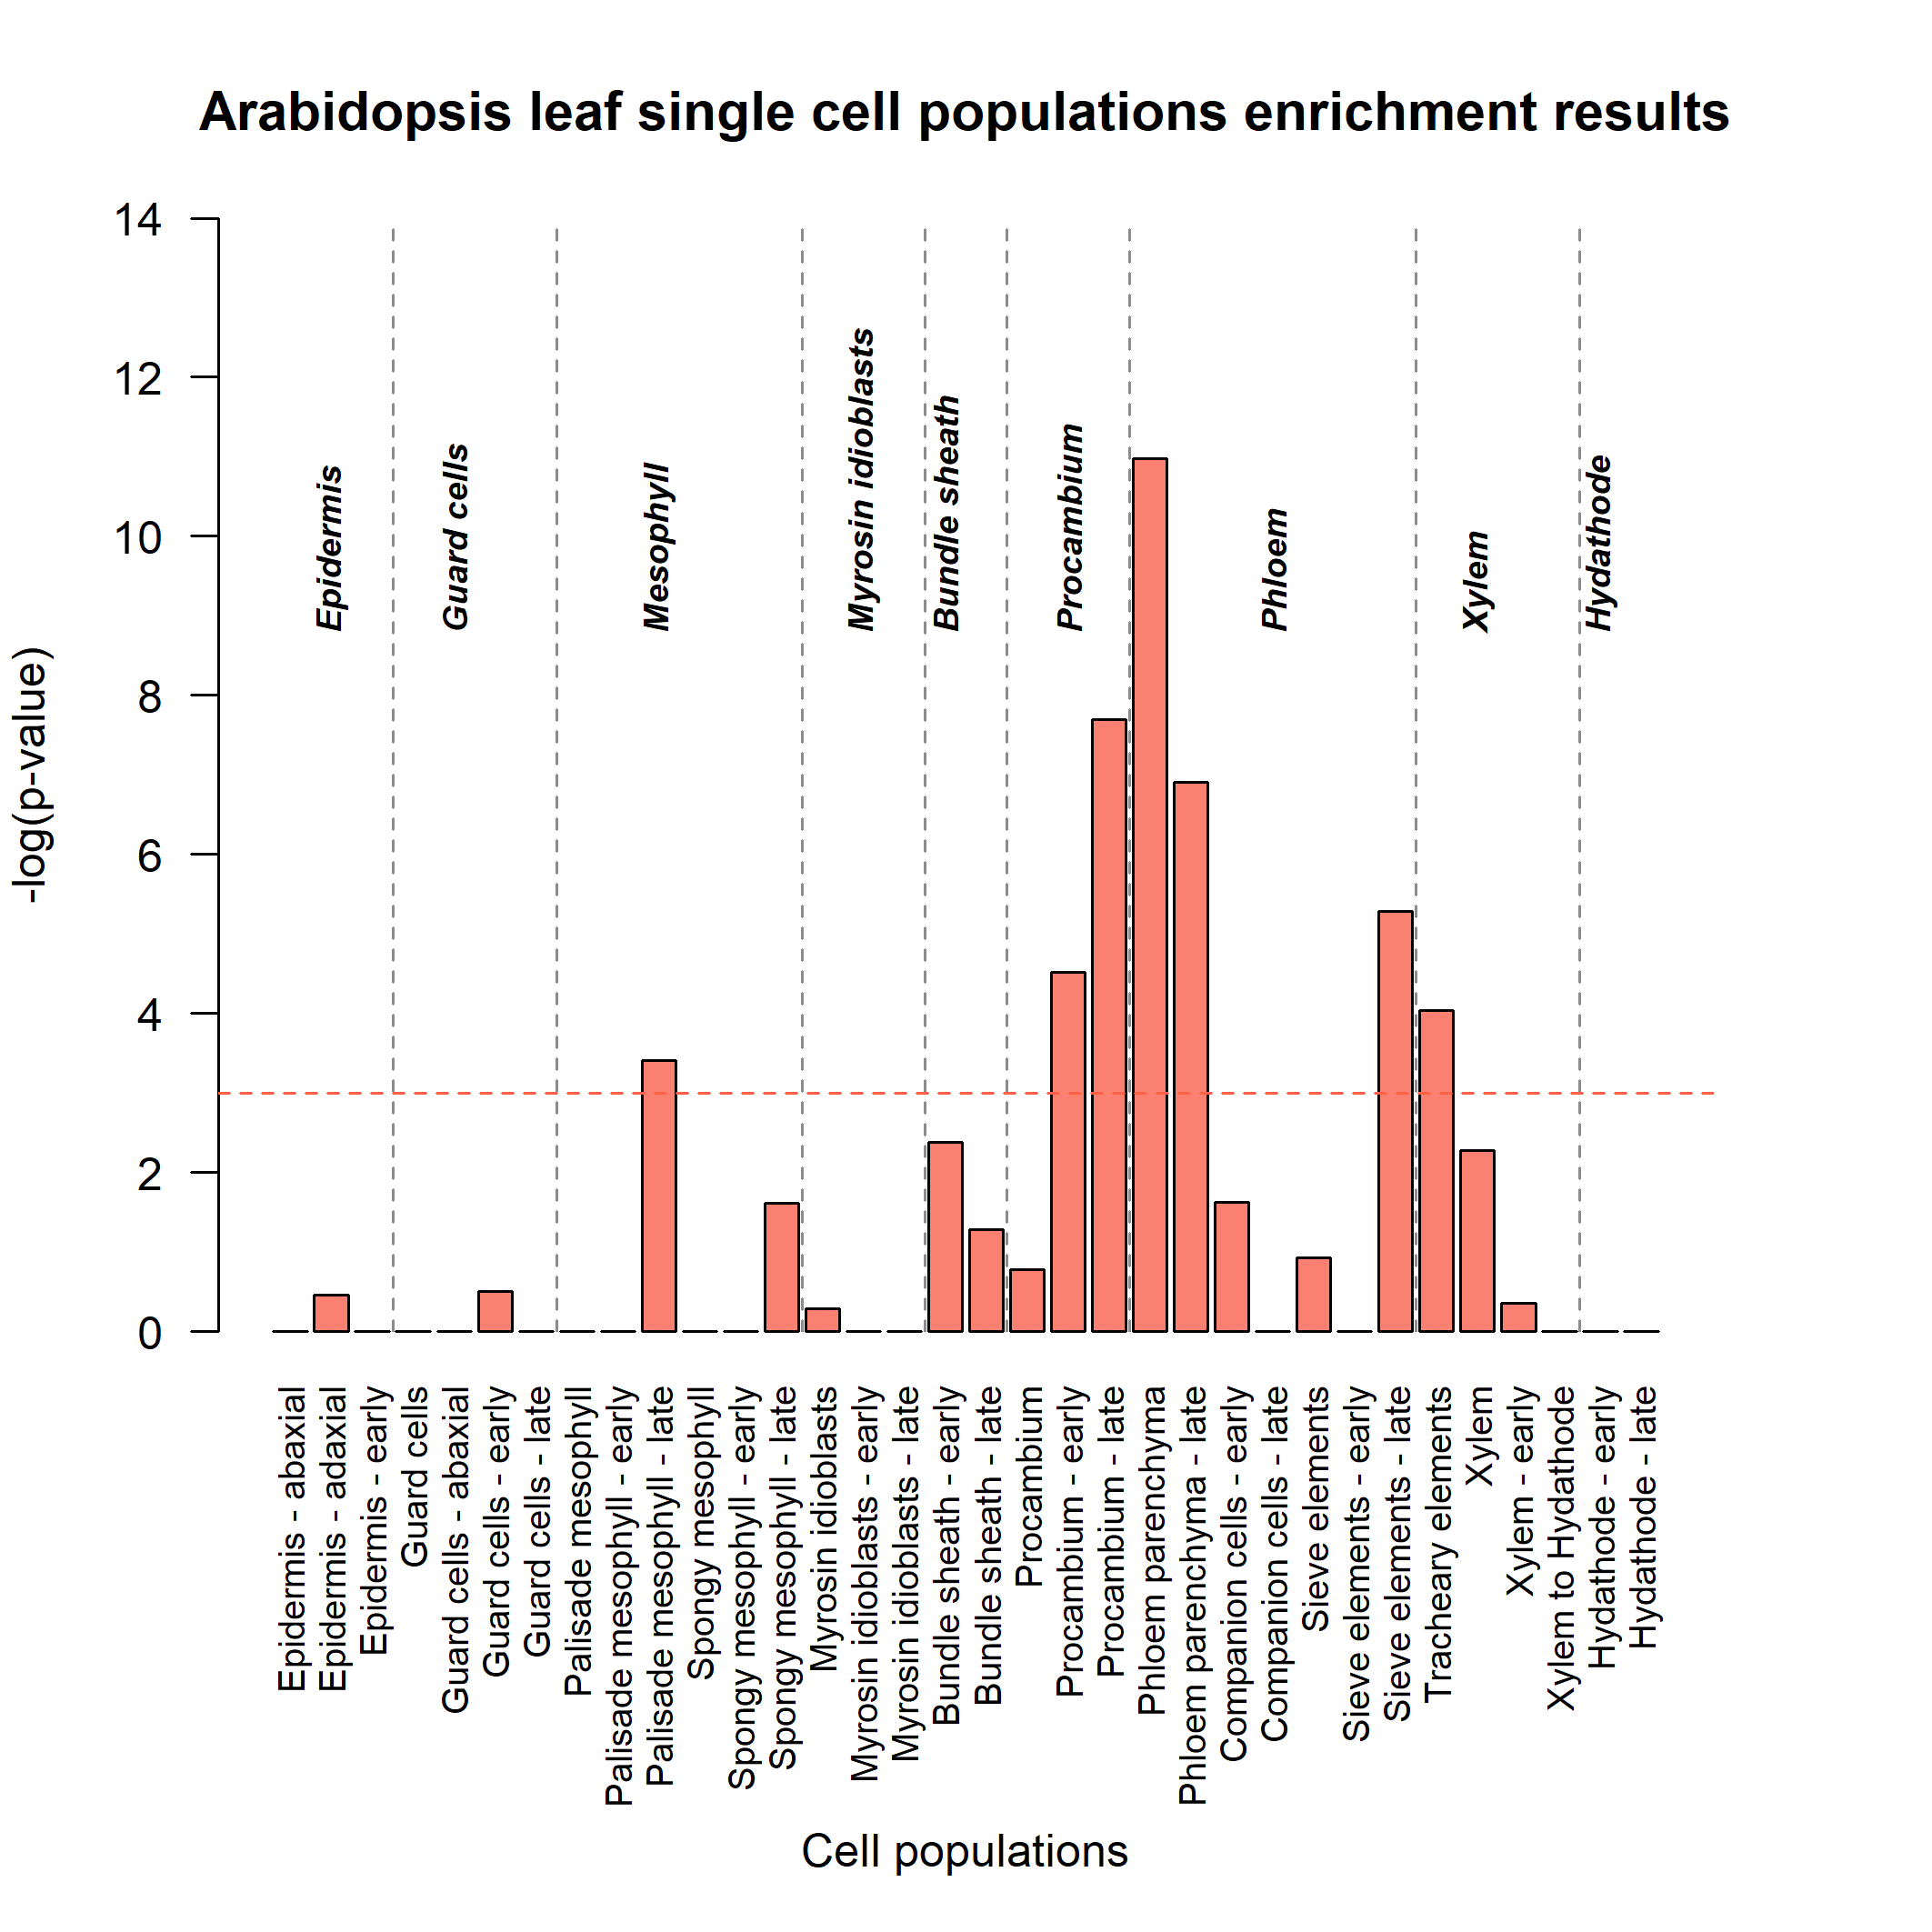 Arabidopsis leaf single cell populations enrichment results
14
12
10
8
6
4
2
0
-log(p-value)
Epidermis
Guard cells
Mesophyll
Myrosin idioblasts
Bundle sheath
Procambium
Phloem
Xylem
Hydathode
Epidermis - abaxial
Epidermis - adaxial
Epidermis - early
Guard cells
Guard cells - abaxial
Guard cells - early
Guard cells - late
Palisade mesophyll
Palisade mesophyll - early
Palisade mesophyll - late
Spongy mesophyll
Spongy mesophyll - early
Spongy mesophyll - late
Myrosin idioblasts
Myrosin idioblasts - early
Myrosin idioblasts - late
Bundle sheath - early
Bundle sheath - late
Procambium
Procambium - early
Procambium - late
Phloem parenchyma
Phloem parenchyma - late
Companion cells - early
Companion cells - late
Sieve elements
Sieve elements - early
Sieve elements - late
Tracheary elements
Xylem
Xylem - early
Xylem to Hydathode
Hydathode - early
Hydathode - late
Cell populations